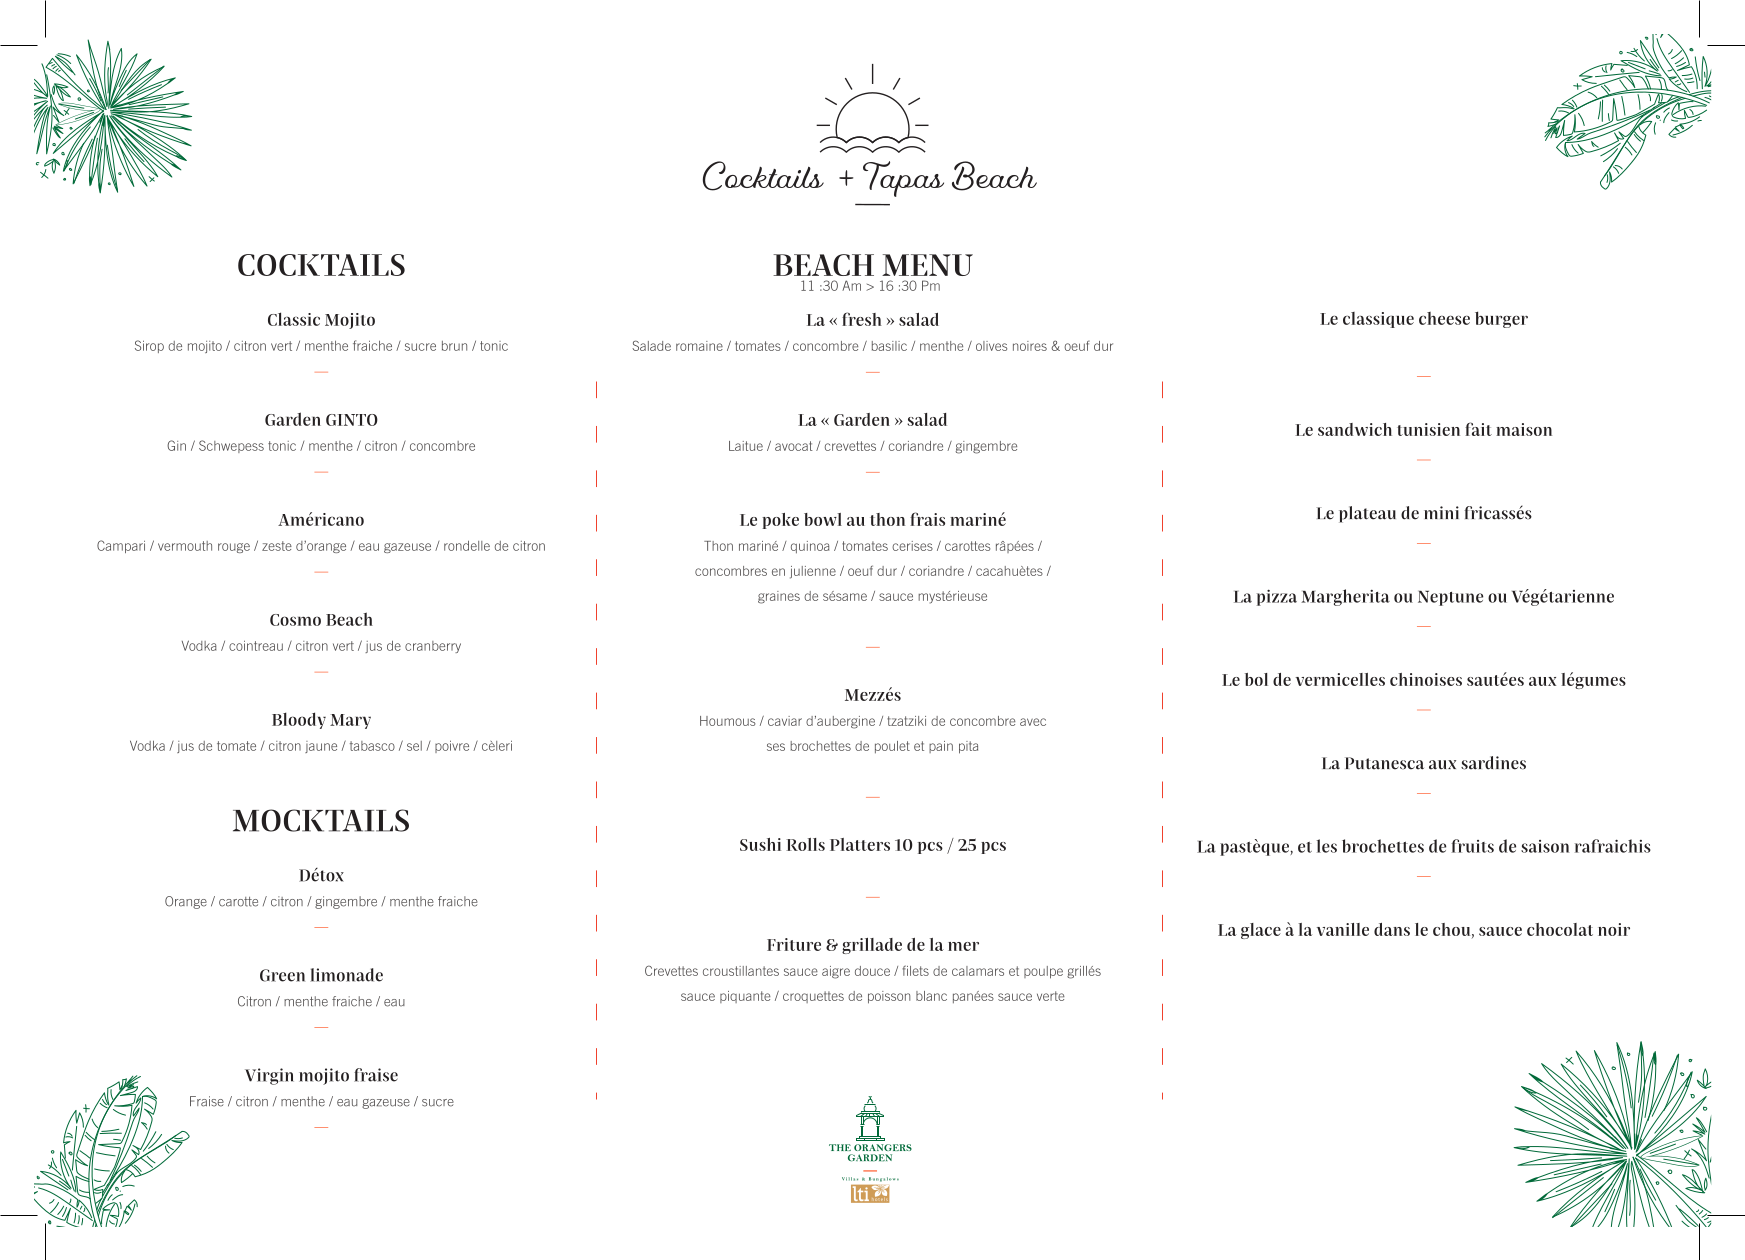 Cocktails + Tapas Beach
COCKTAILS
Classic Mojito
Sirop de mojito / citron vert / menthe fraiche / sucre brun / tonic
Garden GINTO
Gin / Schwepess tonic / menthe / citron / concombre
Américano
Campari / vermouth rouge / zeste d'orange / eau gazeuse / rondelle de citron
Cosmo Beach
Vodka / cointreau / citron vert / jus de cranberry
Bloody Mary
Vodka / jus de tomate / citron jaune / tabasco / sel / poivre / cèleri
MOCKTAILS
Détox
Orange / carotte / citron / gingembre / menthe fraiche
Green limonade
Citron / menthe fraiche / eau
Virgin mojito fraise
Fraise / citron / menthe / eau gazeuse / sucre
BEACH MENU
11 :30 Am > 16 :30 Pm
La « fresh » salad
Salade romaine / tomates / concombre / basilic / menthe / olives noires & oeuf dur
La « Garden » salad
Laitue / avocat / crevettes / coriandre / gingembre
Le poke bowl au thon frais mariné
Thon mariné / quinoa / tomates cerises / carottes râpées /
concombres en julienne / oeuf dur / coriandre / cacahuètes /
graines de sésame / sauce mystérieuse
Mezzés
Houmous / caviar d'aubergine / tzatziki de concombre avec
ses brochettes de poulet et pain pita
Sushi Rolls Platters 10 pcs / 25 pcs
Friture & grillade de la mer
Crevettes croustillantes sauce aigre douce / filets de calamars et poulpe grillés
sauce piquante / croquettes de poisson blanc panées sauce verte
Le classique cheese burger
Le sandwich tunisien fait maison
Le plateau de mini fricassés
La pizza Margherita ou Neptune ou Végétarienne
Le bol de vermicelles chinoises sautées aux légumes
La Putanesca aux sardines
La pastèque, et les brochettes de fruits de saison rafraichis
La glace à la vanille dans le chou, sauce chocolat noir
THE ORANGERS
GARDEN
Villas & Bungalows
lti
hotels